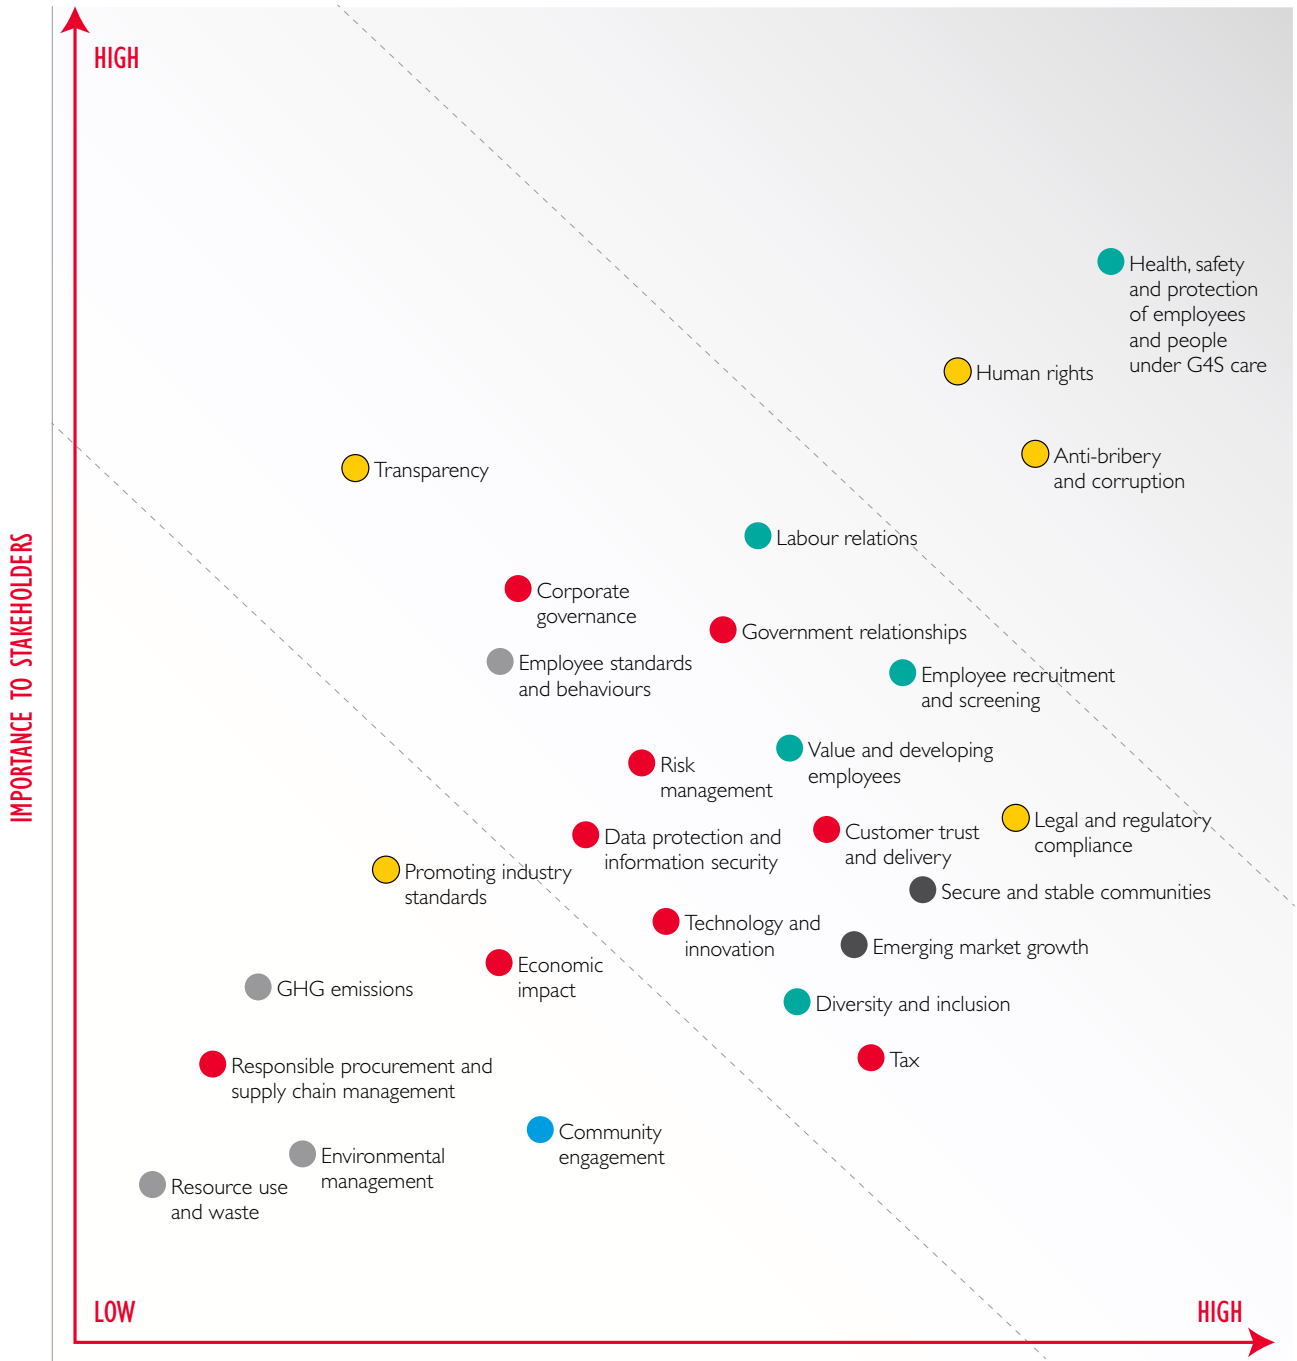 HIGH
Health, safety
and protection
of employees
and people
under G4S care
Human rights
Anti-bribery
and corruption
Transparency
Labour relations
Corporate
governance
Government relationships
Employee standards
and behaviours
Employee recruitment
and screening
Value and developing
employees
Risk
management
Legal and regulatory
compliance
Customer trust
and delivery
Data protection and
information security
Promoting industry
standards
Secure and stable communities
Technology and
innovation
Emerging market growth
Economic
impact
GHG emissions
Diversity and inclusion
Tax
Responsible procurement and
supply chain management
Community
engagement
Environmental
management
Resource use
and waste
IMPORTANCE TO STAKEHOLDERS
LOW
HIGH